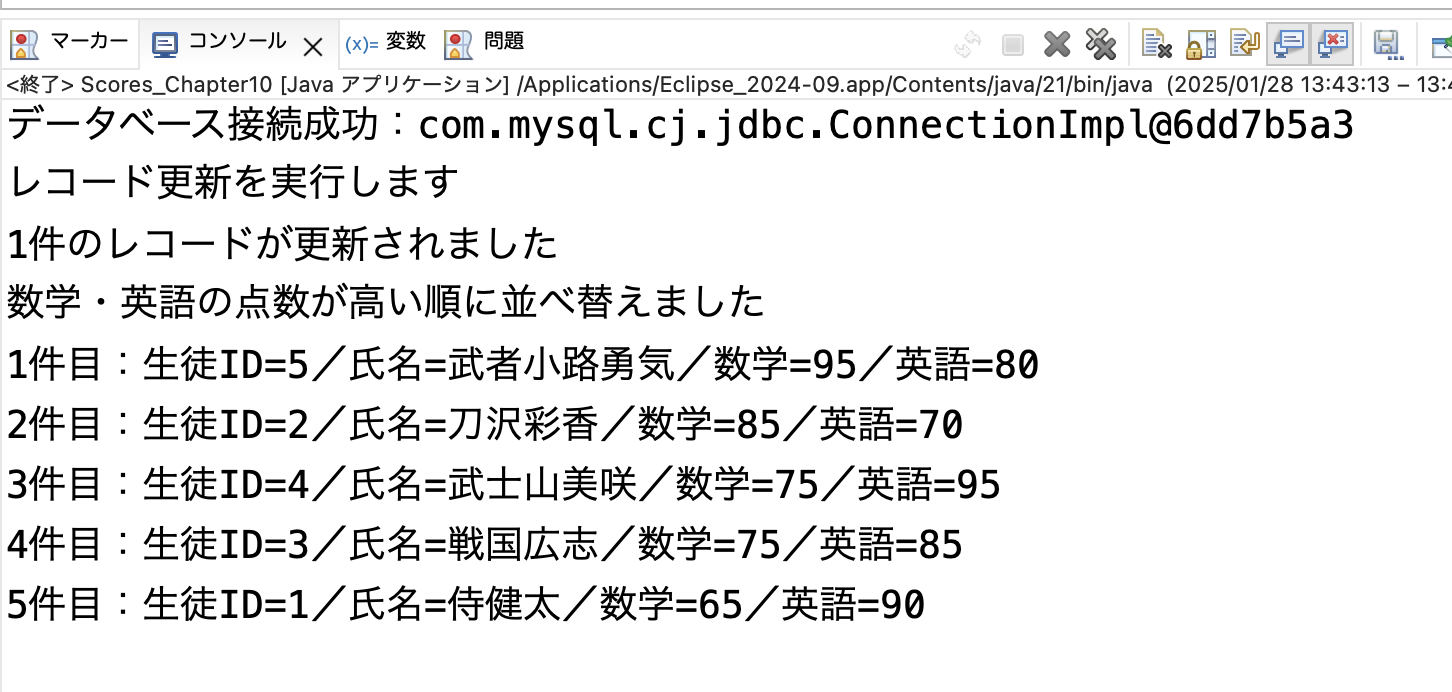 マーカー コンソール (x)= 変数 問題
<終了> Scores_Chapter10 [Java アプリケーション] /Applications/Eclipse_2024-09.app/Contents/java/21/bin/java (2025/01/28 13:43:13 – 13:4
データベース接続成功：com.mysql.cj.jdbc.ConnectionImpl@6dd7b5a3
レコード更新を実行します
1件のレコードが更新されました
数学・英語の点数が高い順に並べ替えました
1件目：生徒ID=5／氏名=武者小路勇気／数学=95／英語=80
2件目：生徒ID=2／氏名=刀沢彩香／数学=85／英語=70
3件目：生徒ID=4／氏名=武士山美咲／数学=75／英語=95
4件目：生徒ID=3／氏名=戦国広志／数学=75／英語=85
5件目：生徒ID=1／氏名=侍健太／数学=65／英語=90